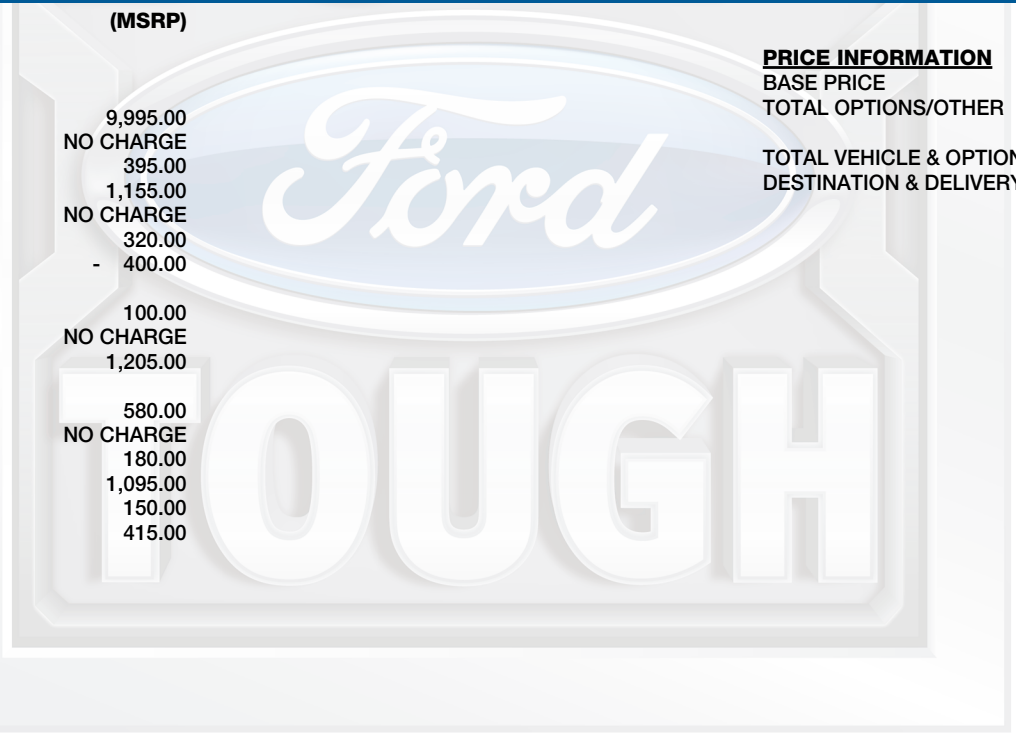 (MSRP)
9,995.00
NO CHARGE
395.00
1,155.00
NO CHARGE
320.00
- 400.00
100.00
NO CHARGE
1,205.00
580.00
NO CHARGE
180.00
1,095.00
150.00
415.00
PRICE INFORMATION
BASE PRICE
TOTAL OPTIONS/OTHER
TOTAL VEHICLE & OPTION
DESTINATION & DELIVERY
Ford
TOUGH